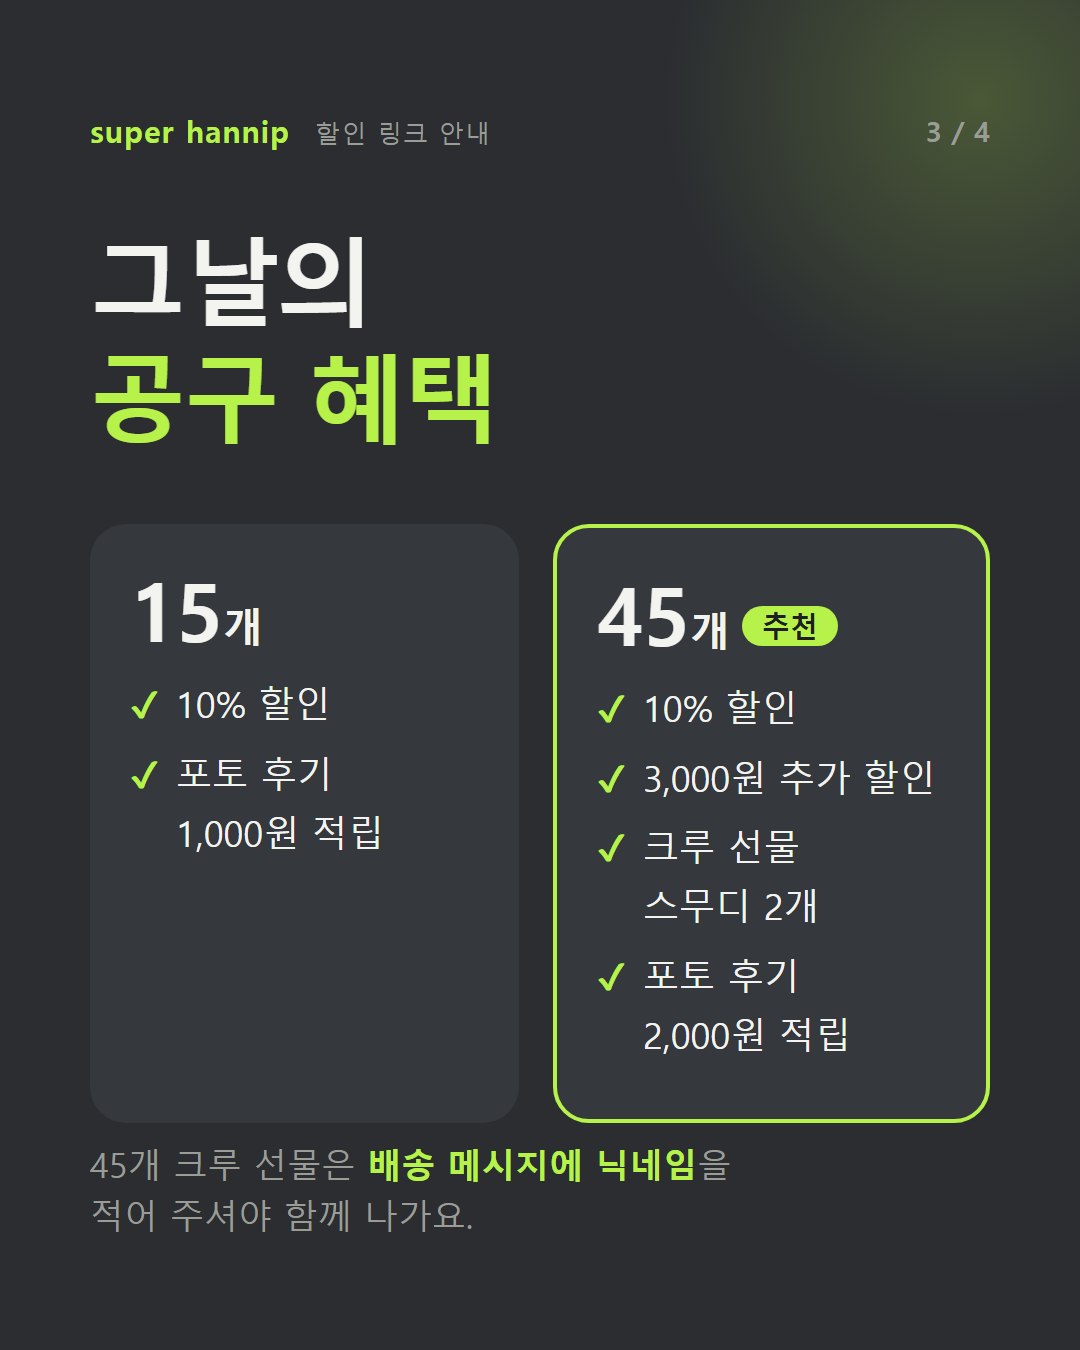 super hannip 할인 링크 안내
3 / 4
그날의
공구 혜택
15개
✓ 10% 할인
✓ 포토 후기
1,000원 적립
45개 추천
✓ 10% 할인
✓ 3,000원 추가 할인
✓ 크루 선물
스무디 2개
✓ 포토 후기
2,000원 적립
45개 크루 선물은 배송 메시지에 닉네임을
적어 주셔야 함께 나가요.